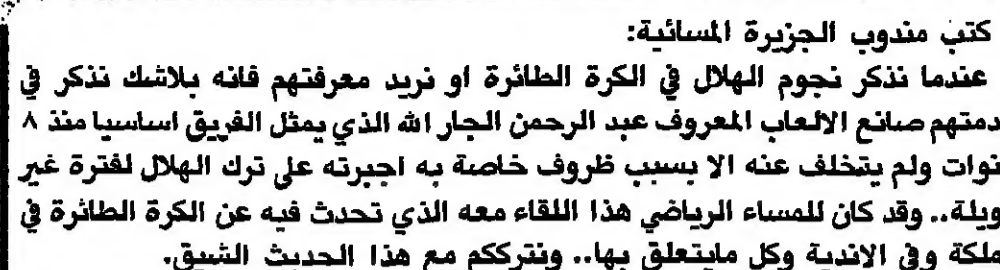 كتب مندوب الجزيرة المسائية:
عندما نذكر نجوم الهلال في الكرة الطائرة او نريد معرفتهم فانه بلاشك نذكر في
دمتهم صانع الالعاب المعروف عبد الرحمن الجار الله الذي يمثل الفريق اساسيا منذ ٨
نوات ولم يتخلف عنه الا بسبب ظروف خاصة به اجبرته على ترك الهلال لفترة غير
ويلة.. وقد كان للمساء الرياضي هذا اللقاء معه الذي تحدث فيه عن الكرة الطائرة في
ملكة وفي الاندية وكل مايتعلق بها.. ونترككم مع هذا الحديث الشيق.